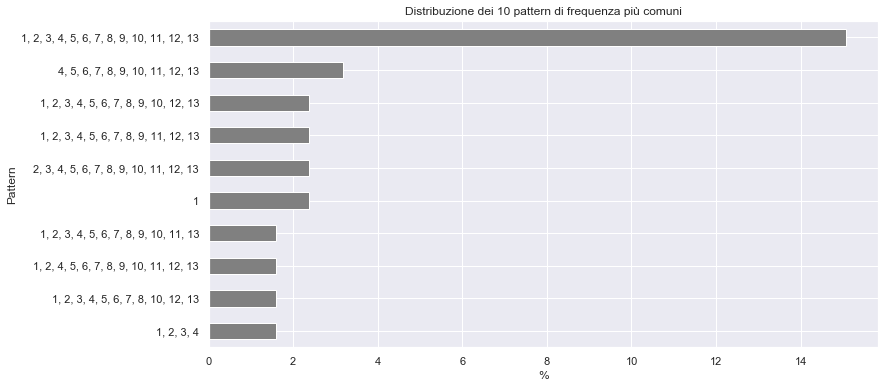 Distribuzione dei 10 pattern di frequenza più comuni
1, 2, 3, 4, 5, 6, 7, 8, 9, 10, 11, 12, 13
4, 5, 6, 7, 8, 9, 10, 11, 12, 13
1, 2, 3, 4, 5, 6, 7, 8, 9, 10, 12, 13
1, 2, 3, 4, 5, 6, 7, 8, 9, 11, 12, 13
2, 3, 4, 5, 6, 7, 8, 9, 10, 11, 12, 13
1
1, 2, 3, 4, 5, 6, 7, 8, 9, 10, 11, 13
1, 2, 4, 5, 6, 7, 8, 9, 10, 11, 12, 13
1, 2, 3, 4, 5, 6, 7, 8, 10, 12, 13
1, 2, 3, 4
Pattern
0 2 4 6 8 10 12 14
%